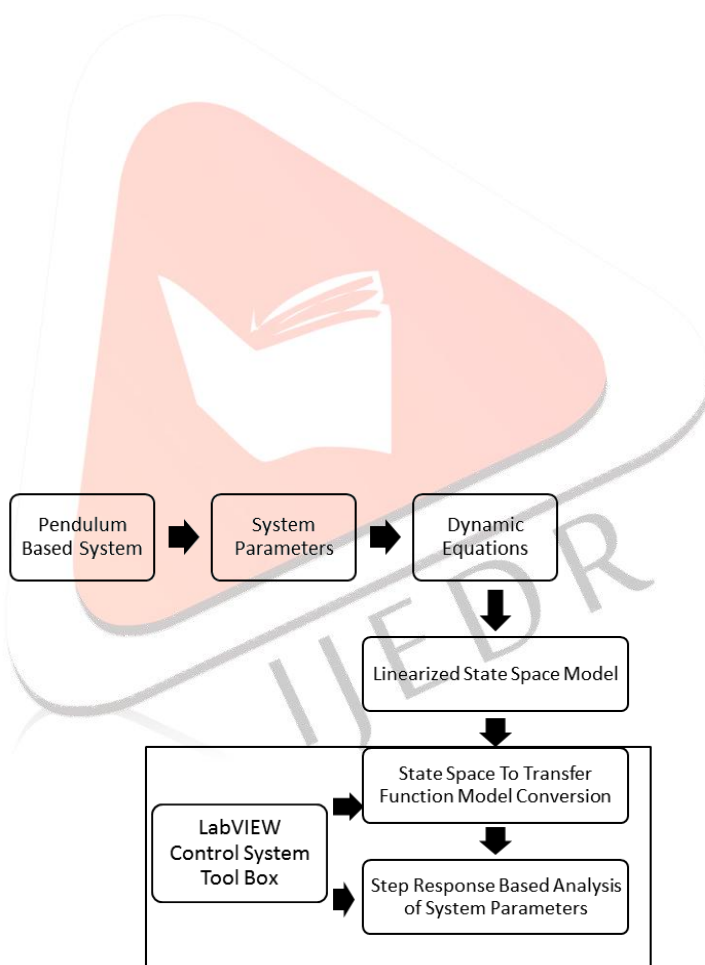 Pendulum
Based System
System
Parameters
Dynamic
Equations
IJEDR
Linearized State Space Model
State Space To Transfer
Function Model Conversion
LabVIEW
Control System
Tool Box
Step Response Based Analysis
of System Parameters